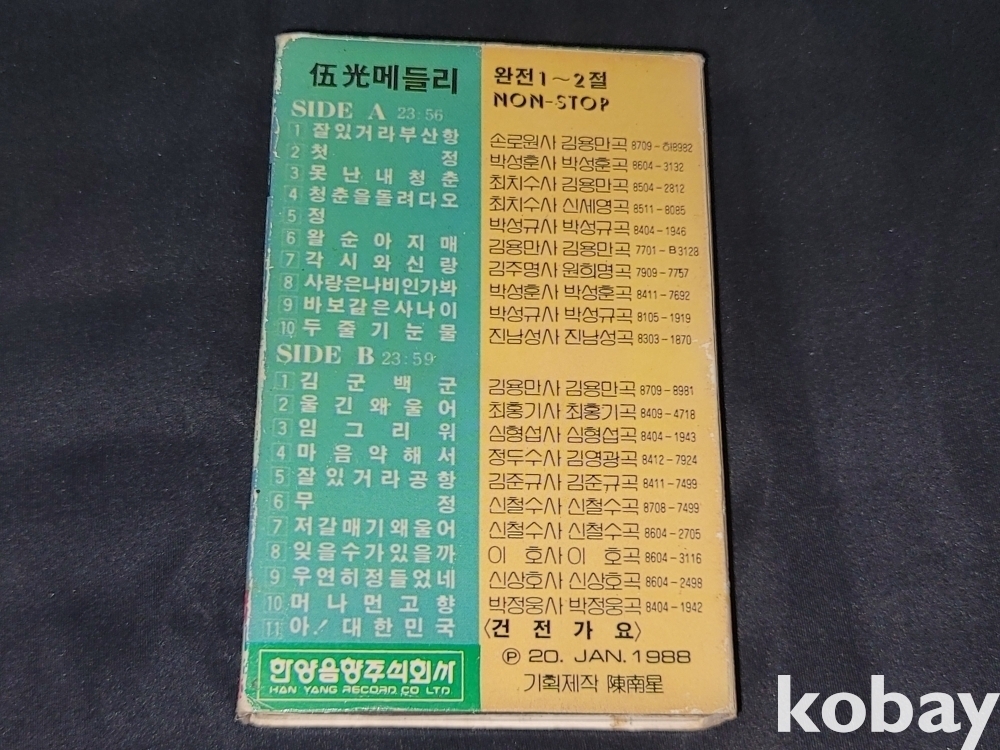 伍光메들리 완전1~2절
NON-STOP
SIDE A 23:56
1 잘있거라부산항 손로원사 김용만곡 8709-하8982
2 첫정 박성훈사 박성훈곡 8604-3132
3 못난내청춘 최치수사 김용만곡 8504-2812
4 청춘을돌려다오 최치수사 신세영곡 8511-8085
5 정 박성규사 박성규곡 8404-1946
6 왈순아지매 김용만사 김용만곡 7701-B3128
7 각시와신랑 김주명사 원희명곡 7909-7757
8 사랑은나비인가봐 박성훈사 박성훈곡 8411-7692
9 바보같은사나이 박성규사 박성규곡 8105-1919
10 두줄기눈물 진남성사 진남성곡 8303-1870
SIDE B 23:59
1 김군백군 김용만사 김용만곡 8709-8981
2 울긴왜울어 최홍기사 최홍기곡 8409-4718
3 임그리워 심형섭사 심형섭곡 8404-1943
4 마음약해서 정두수사 김영광곡 8412-7924
5 잘있거라공항 김준규사 김준규곡 8411-7499
6 무정 신철수사 신철수곡 8708-7499
7 저갈매기왜울어 신철수사 신철수곡 8604-2705
8 잊을수가있을까 이호사 이호곡 8604-3116
9 우연히정들었네 신상호사 신상호곡 8604-2498
10 머나먼고향 박정웅사 박정웅곡 8404-1942
11 아! 대한민국 〈건전가요〉
한양음향주식회사
HAN YANG RECORD CO LTD
Ⓟ 20. JAN. 1988
기획제작 陳南星
kobay